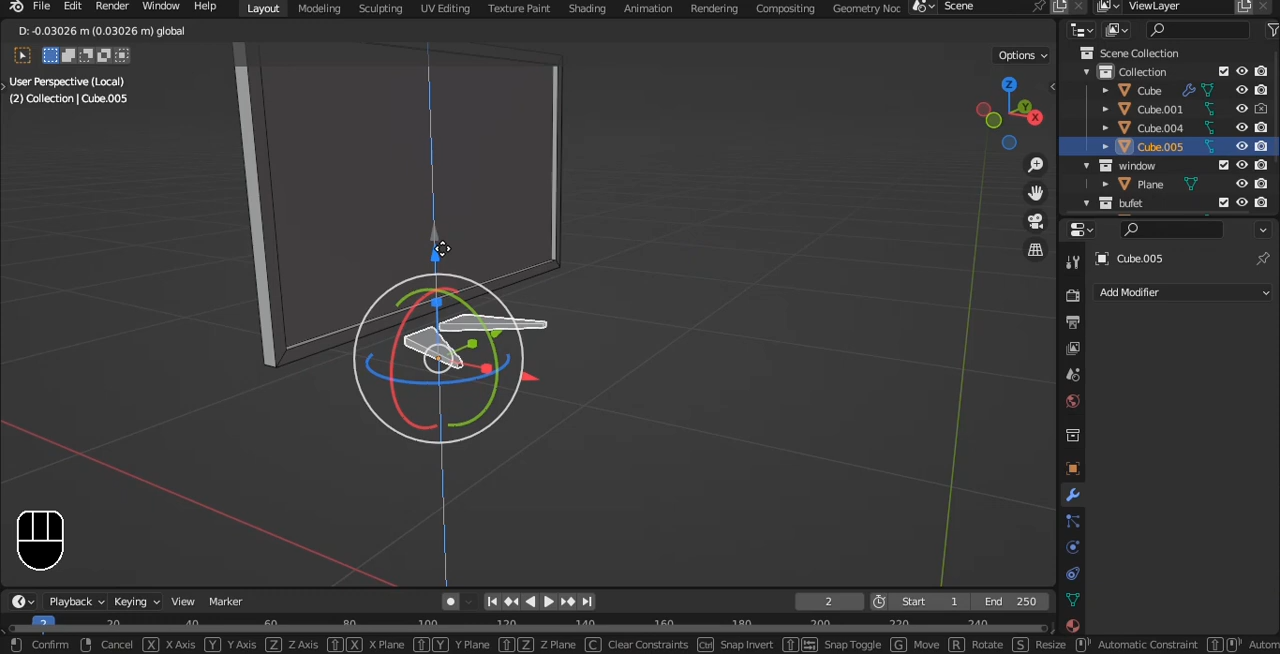 File Edit Render Window Help Layout Modeling Sculpting UV Editing Texture Paint Shading Animation Rendering Compositing Geometry Noc Scene ViewLayer
D: -0.03026 m (0.03026 m) global
Options
User Perspective (Local)
(2) Collection | Cube.005
Z
Y
X
Scene Collection
Collection
Cube
Cube.001
Cube.004
Cube.005
window
Plane
bufet
Cube.005
Add Modifier
Playback Keying View Marker 2 Start 1 End 250
2 20 40 60 80 100 120 140 160 180 200 220 240
Confirm Cancel X X Axis Y Y Axis Z Z Axis X X Plane Y Y Plane Z Z Plane C Clear Constraints Ctrl Snap Invert Snap Toggle G Move R Rotate S Resize Automatic Constraint Autom